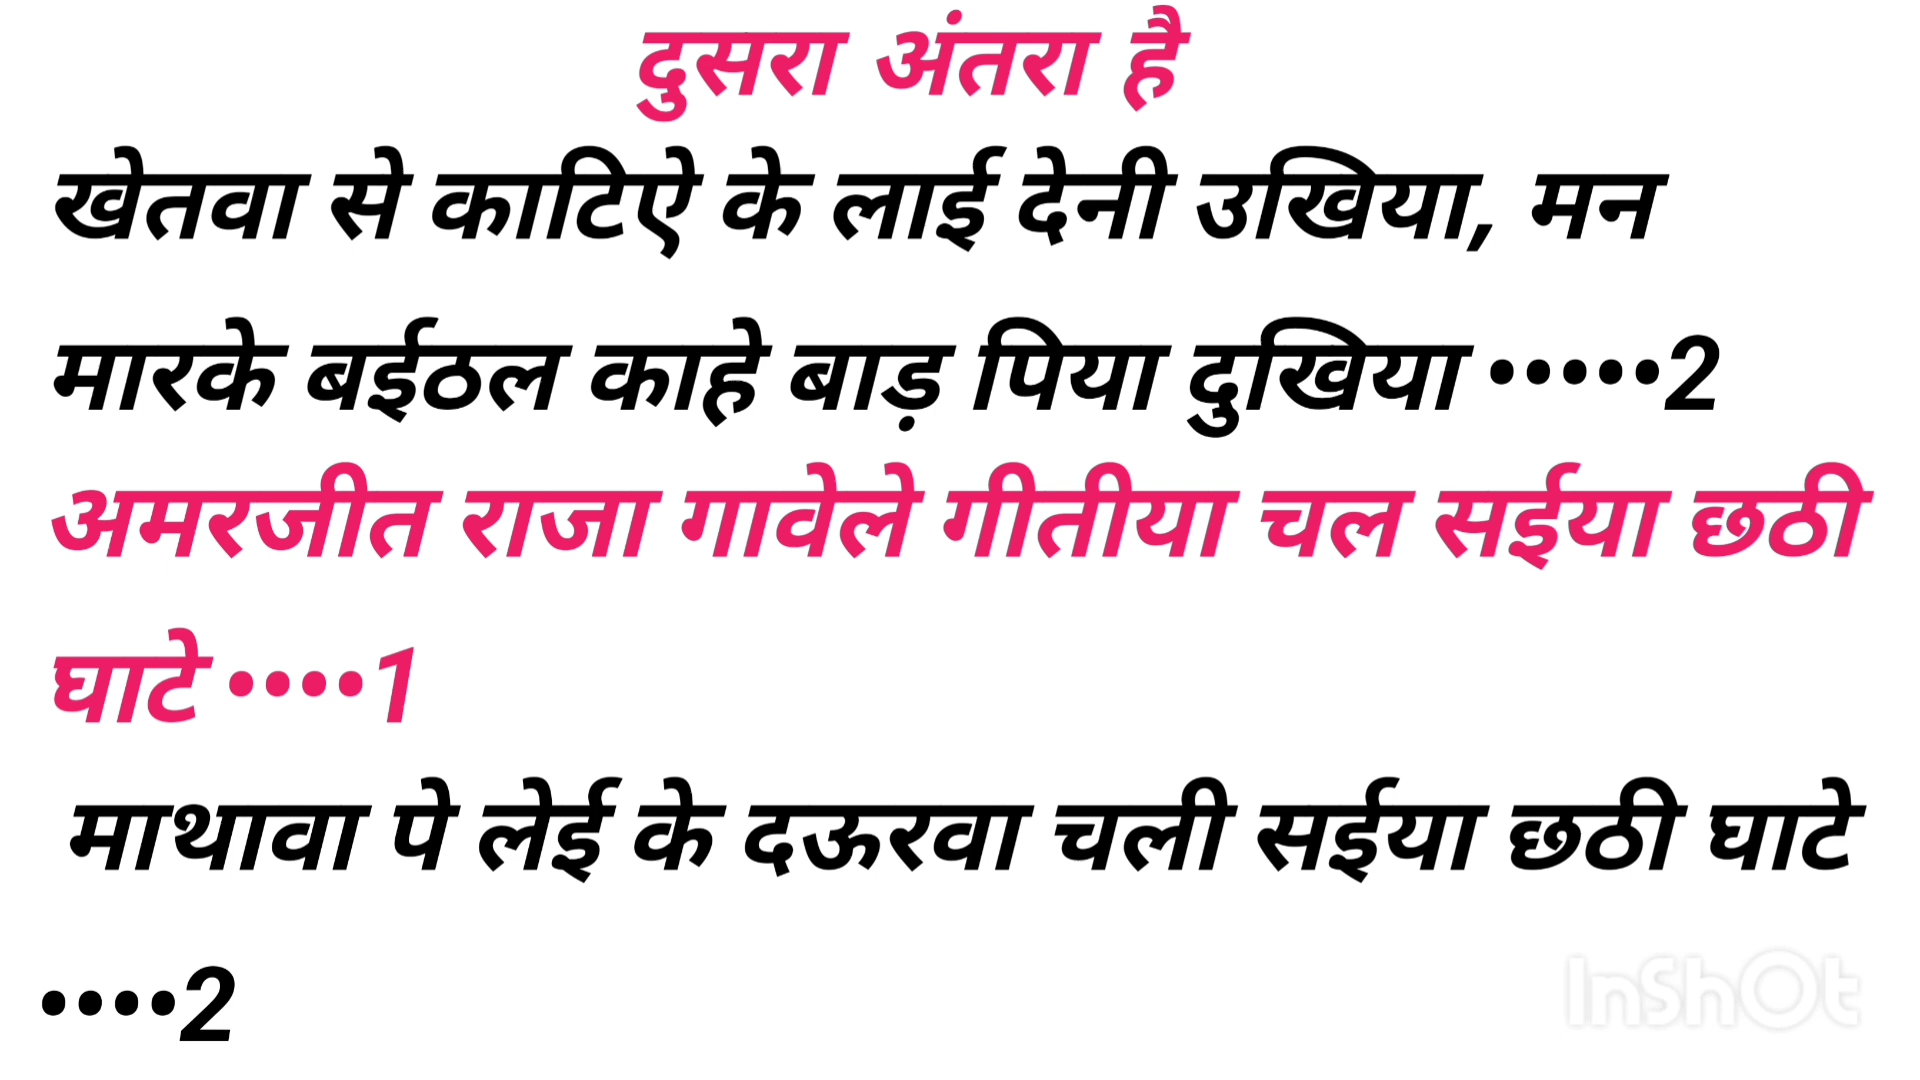 दुसरा अंतरा है
खेतवा से काटिऐ के लाई देनी उखिया, मन
मारके बईठल काहे बाड़ पिया दुखिया •••••2
अमरजीत राजा गावेले गीतीया चल सईया छठी
घाटे ••••1
माथावा पे लेई के दऊरवा चली सईया छठी घाटे
••••2
InShOt